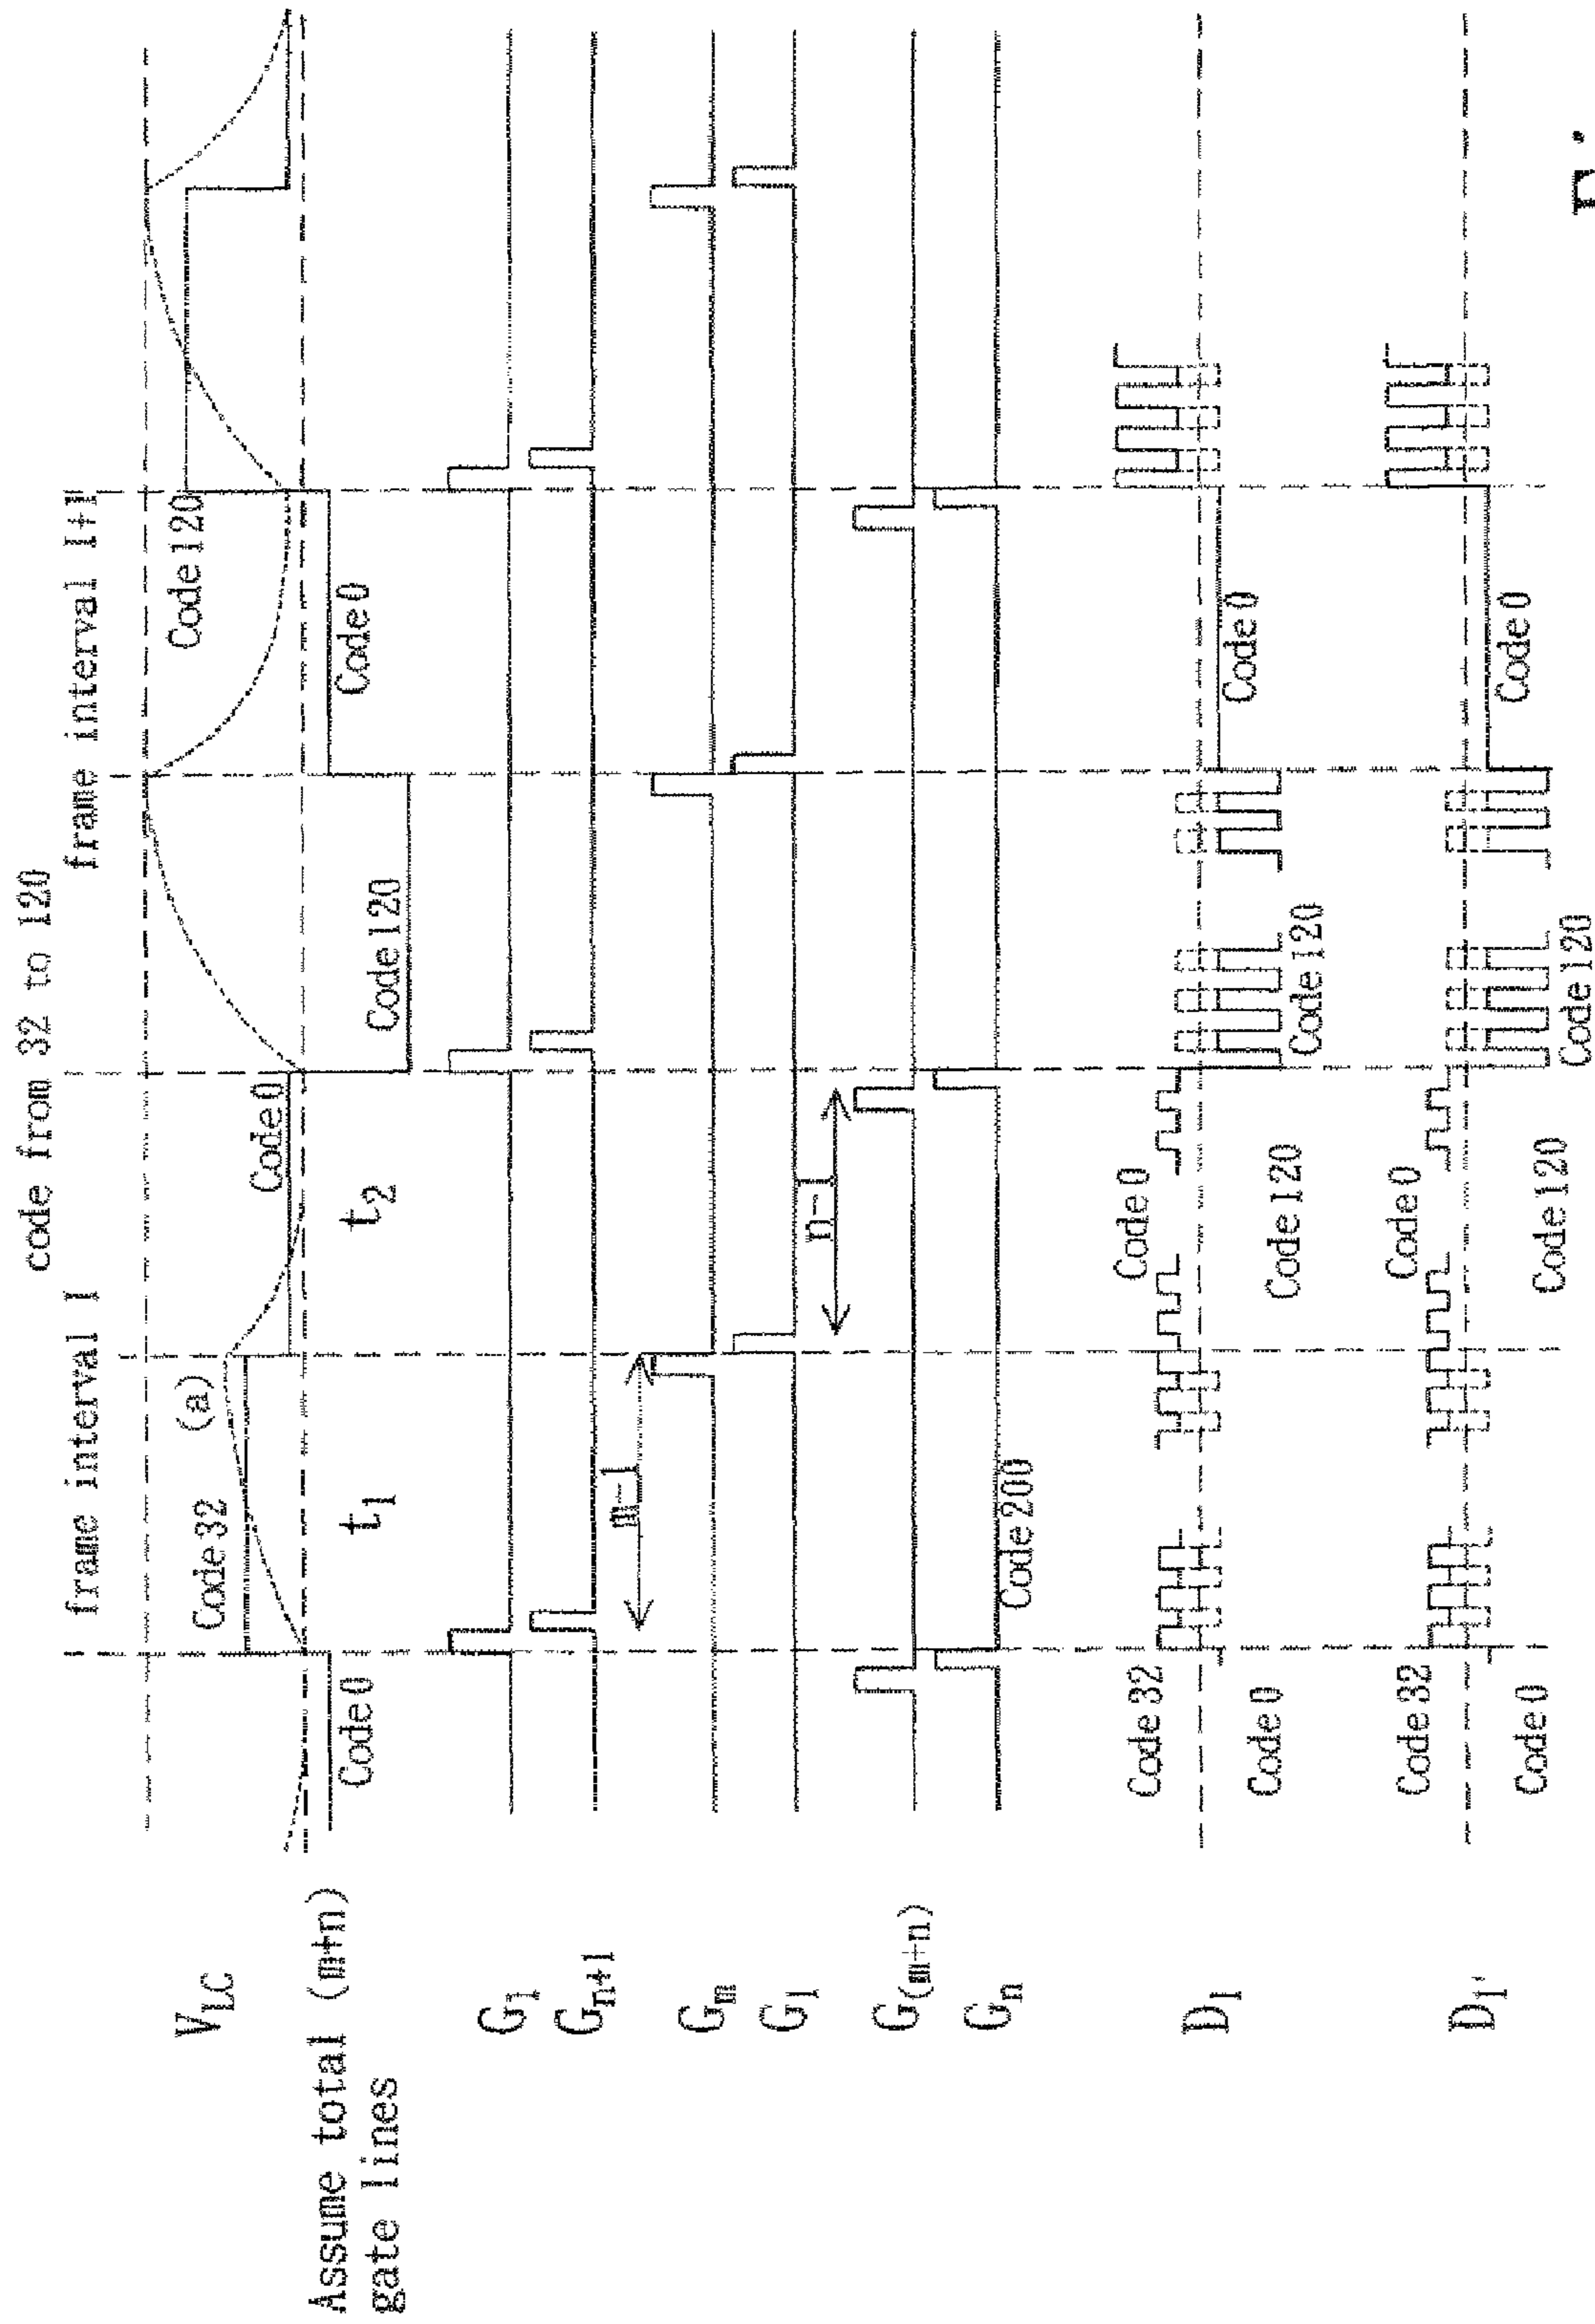 code from 32 to 120
frame interval I
frame interval I+1
V_LC
Code 0
Code 32
(a)
Code 0
Code 120
Code 0
Code 120
t1
t2
Assume total (m+n)
gate lines
G1
Gn+1
m-1
Gm
G1
n-1
G(m+n)
Gn
Code 200
D1
Code 32
Code 0
Code 0
Code 120
Code 120
Code 0
D1'
Code 32
Code 0
Code 0
Code 120
Code 120
Code 0